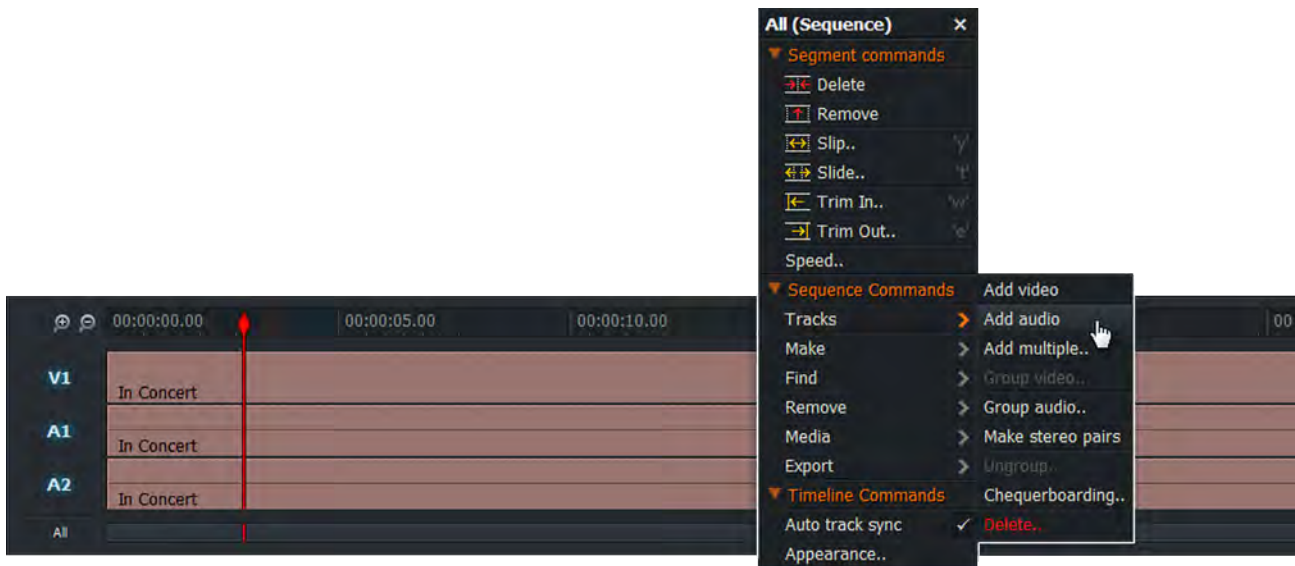 All (Sequence) ×
Segment commands
Delete
Remove
Slip.. 'y'
Slide.. 't'
Trim In.. 'w'
Trim Out.. 'e'
Speed..
Sequence Commands
Tracks
Make
Find
Remove
Media
Export
Timeline Commands
Auto track sync ✓
Appearance..
Add video
Add audio
Add multiple..
Group video..
Group audio..
Make stereo pairs
Ungroup..
Chequerboarding..
Delete..
00:00:00.00 00:00:05.00 00:00:10.00 00
V1 In Concert
A1 In Concert
A2 In Concert
All